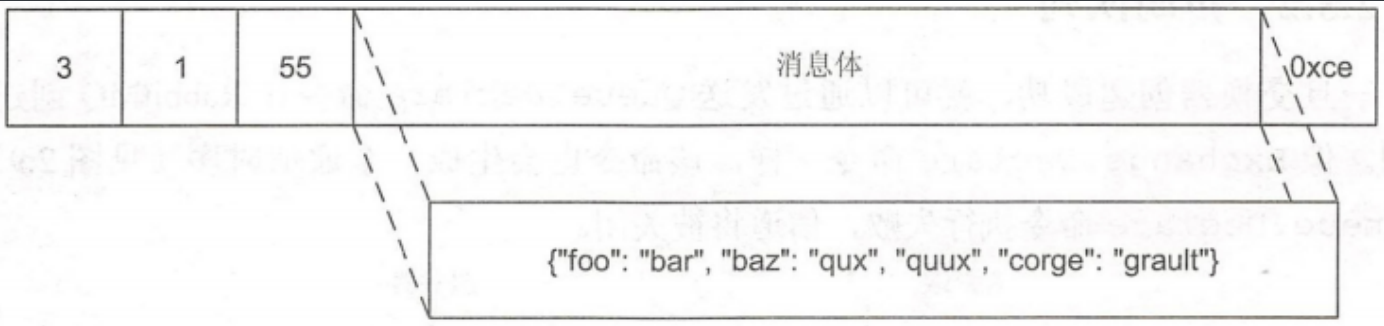 3 1 55 消息体 0xce
{"foo": "bar", "baz": "qux", "quux", "corge": "grault"}